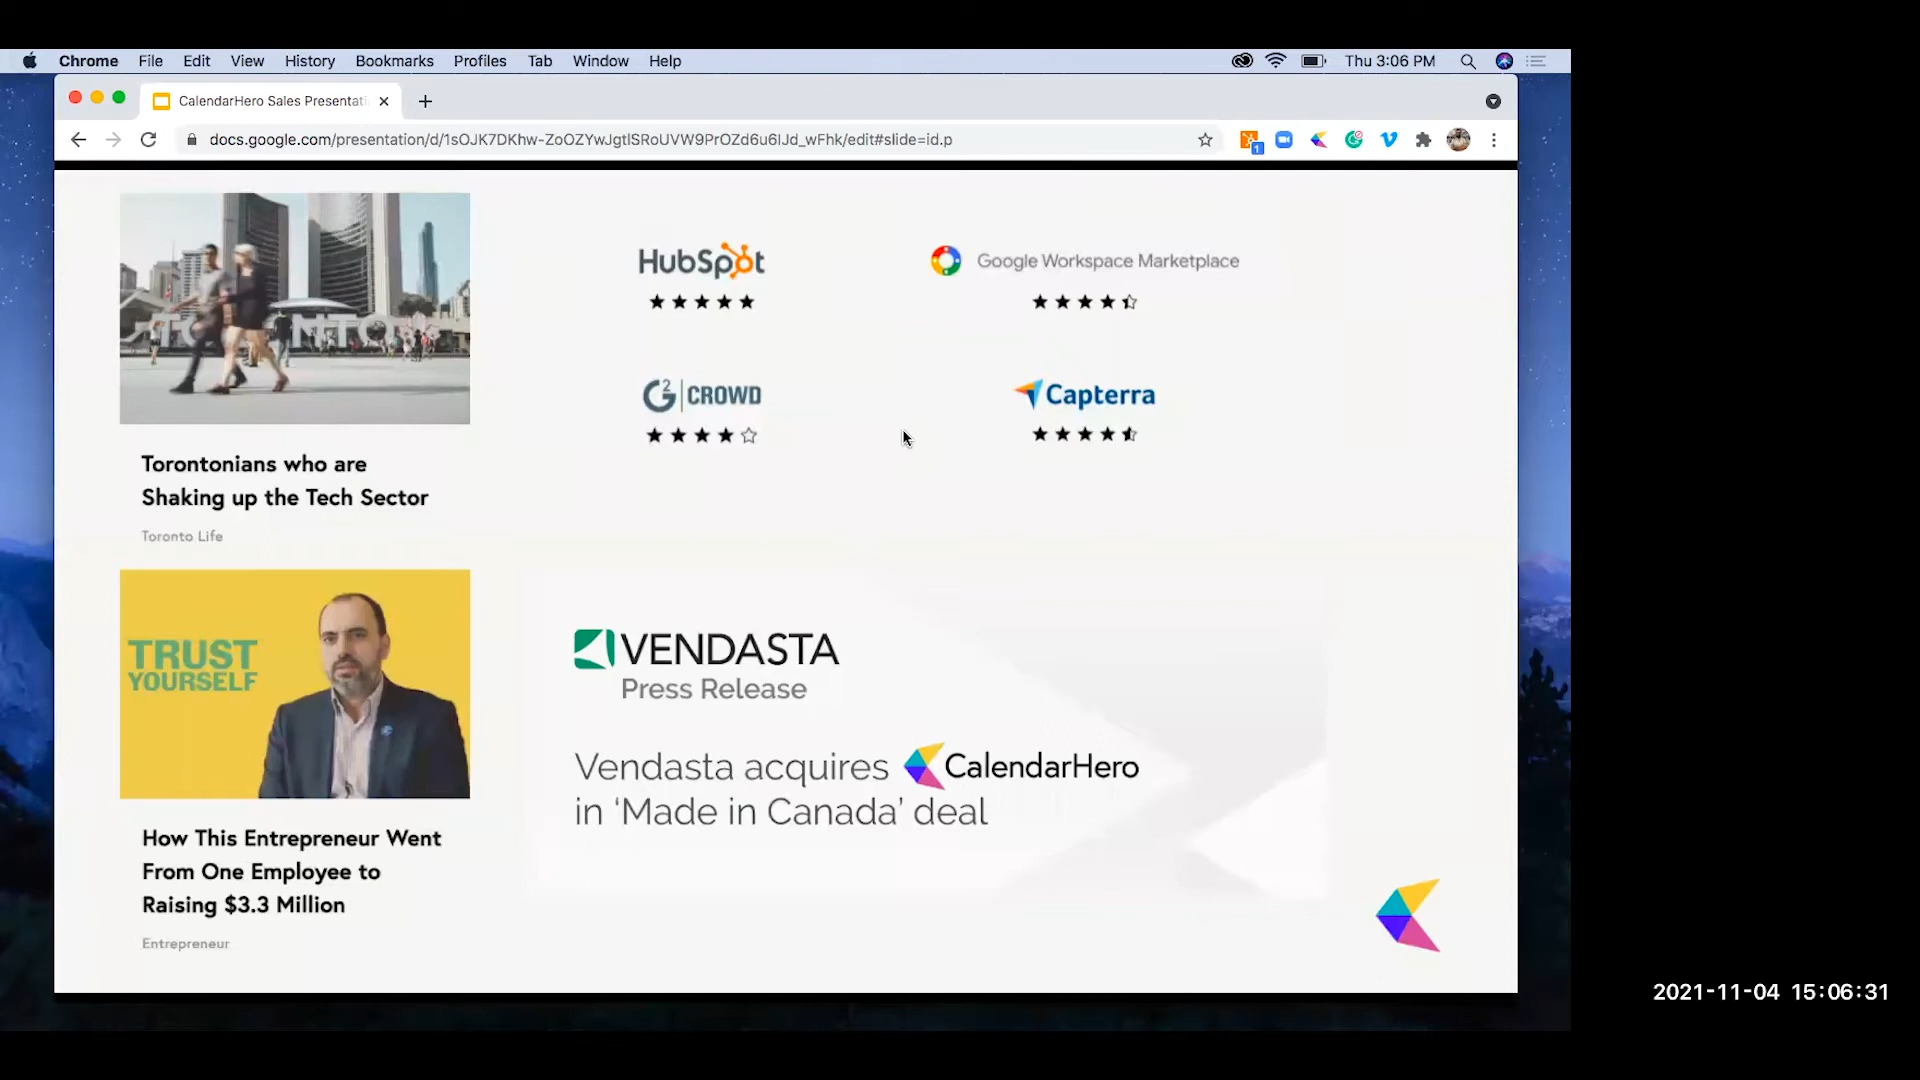 Chrome File Edit View History Bookmarks Profiles Tab Window Help Thu 3:06 PM
CalendarHero Sales Presentati
docs.google.com/presentation/d/1sOJK7DKhw-ZoOZYwJgtlSRoUVW9PrOZd6u6lJd_wFhk/edit#slide=id.p
1
TORONTO
HubSpot
Google Workspace Marketplace
G2 CROWD
Capterra
Torontonians who are
Shaking up the Tech Sector
Toronto Life
TRUST
YOURSELF
VENDASTA
Press Release
Vendasta acquires CalendarHero
in ‘Made in Canada’ deal
How This Entrepreneur Went
From One Employee to
Raising $3.3 Million
Entrepreneur
2021-11-04 15:06:31